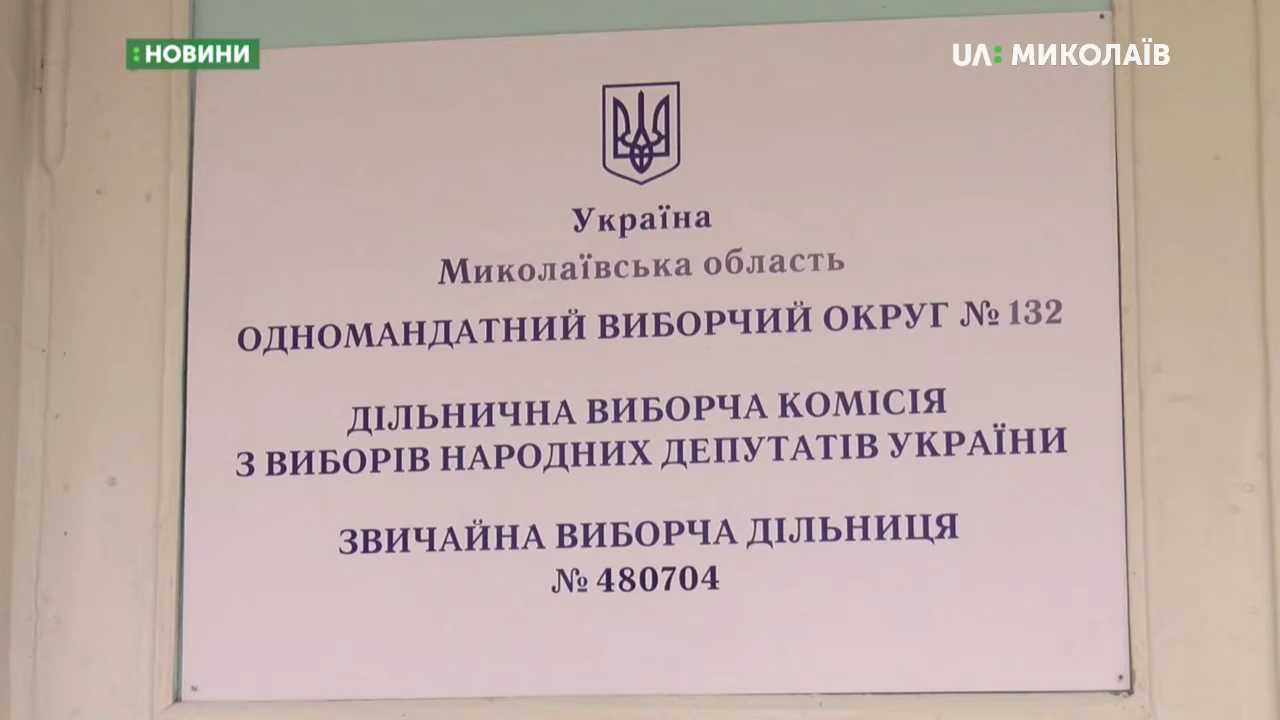 :НОВИНИ
UA: МИКОЛАЇВ
Україна
Миколаївська область
ОДНОМАНДАТНИЙ ВИБОРЧИЙ ОКРУГ № 132
ДІЛЬНИЧНА ВИБОРЧА КОМІСІЯ
З ВИБОРІВ НАРОДНИХ ДЕПУТАТІВ УКРАЇНИ
ЗВИЧАЙНА ВИБОРЧА ДІЛЬНИЦЯ
№ 480704